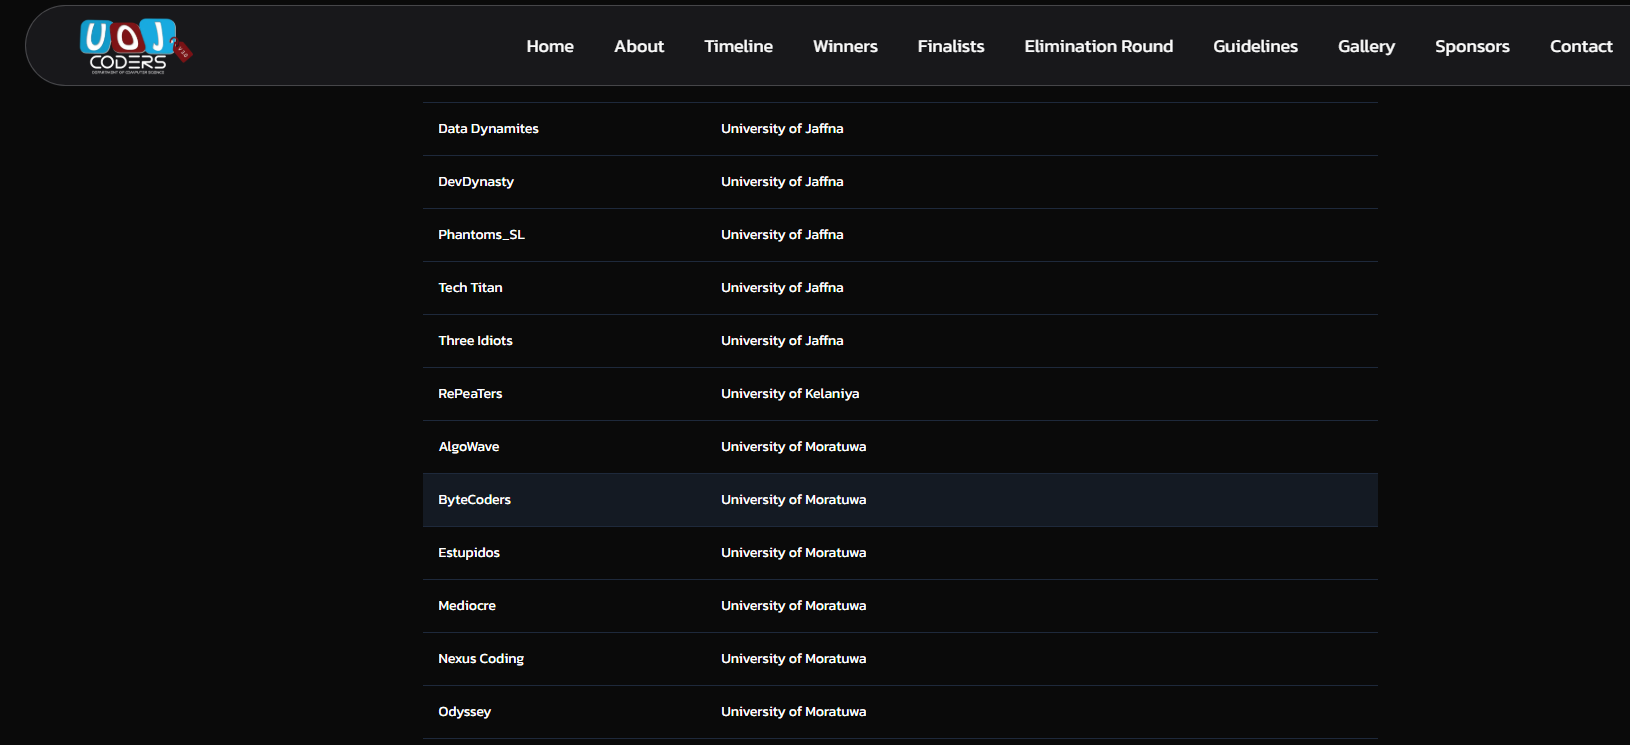 UOJ
CODERS
DEPARTMENT OF COMPUTER SCIENCE
Home About Timeline Winners Finalists Elimination Round Guidelines Gallery Sponsors Contact
Data Dynamites University of Jaffna
DevDynasty University of Jaffna
Phantoms_SL University of Jaffna
Tech Titan University of Jaffna
Three Idiots University of Jaffna
RePeaTers University of Kelaniya
AlgoWave University of Moratuwa
ByteCoders University of Moratuwa
Estupidos University of Moratuwa
Mediocre University of Moratuwa
Nexus Coding University of Moratuwa
Odyssey University of Moratuwa